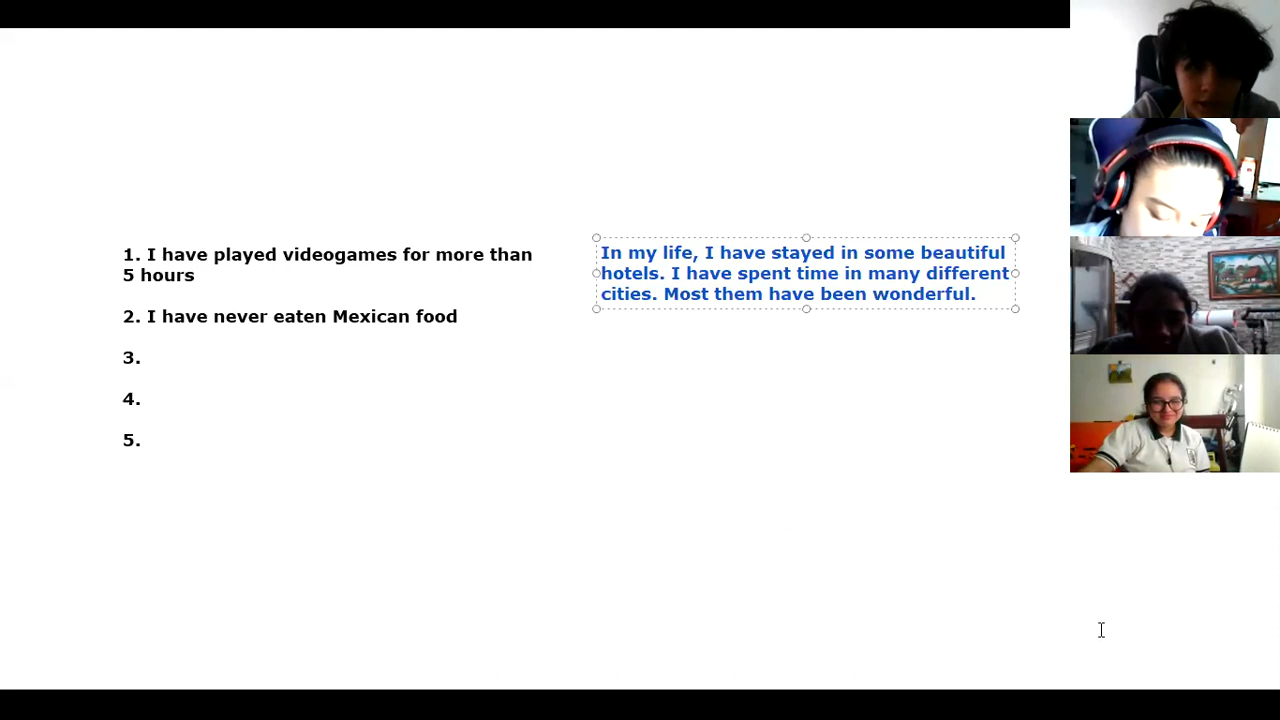 1. I have played videogames for more than
5 hours
2. I have never eaten Mexican food
3.
4.
5.
In my life, I have stayed in some beautiful
hotels. I have spent time in many different
cities. Most them have been wonderful.